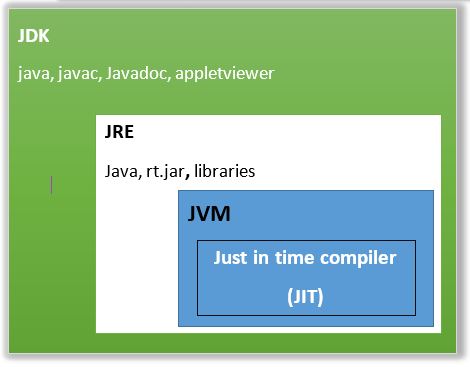 JDK
java, javac, Javadoc, appletviewer
JRE
Java, rt.jar, libraries
JVM
Just in time compiler
(JIT)